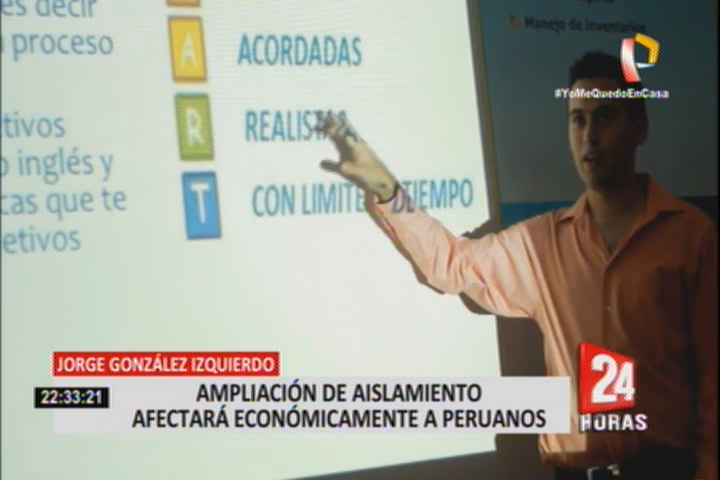 es decir
proceso
tivos
inglés y
cas que te
etivos
A ACORDADAS
R REALISTAS
T CON LIMITE DE TIEMPO
Manejo de inventarios
#YoMeQuedoEnCasa
JORGE GONZÁLEZ IZQUIERDO
22:33:21
AMPLIACIÓN DE AISLAMIENTO
AFECTARÁ ECONÓMICAMENTE A PERUANOS
24
HORAS